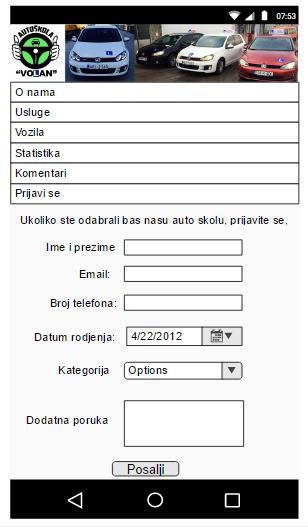 07:53
AUTOSKOLA
"VOLAN"
O nama
Usluge
Vozila
Statistika
Komentari
Prijavi se
Ukoliko ste odabrali bas nasu auto skolu, prijavite se,
Ime i prezime
Email:
Broj telefona:
Datum rodjenja: 4/22/2012
Kategorija Options
Dodatna poruka
Posalji